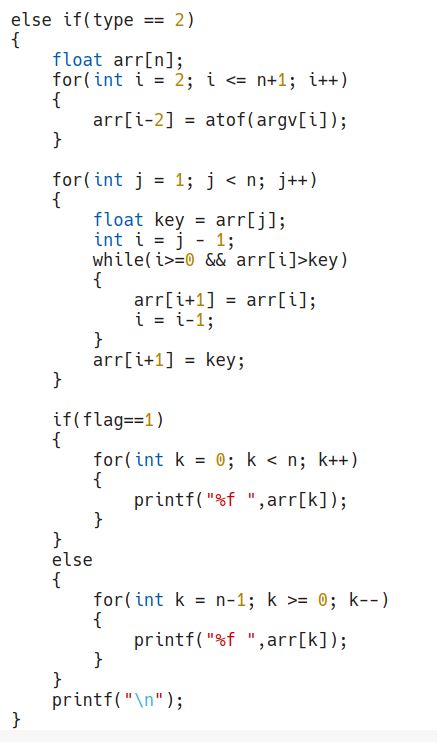 else if(type == 2)
{
    float arr[n];
    for(int i = 2; i <= n+1; i++)
    {
        arr[i-2] = atof(argv[i]);
    }

    for(int j = 1; j < n; j++)
    {
        float key = arr[j];
        int i = j - 1;
        while(i>=0 && arr[i]>key)
        {
            arr[i+1] = arr[i];
            i = i-1;
        }
        arr[i+1] = key;
    }

    if(flag==1)
    {
        for(int k = 0; k < n; k++)
        {
            printf("%f ",arr[k]);
        }
    }
    else
    {
        for(int k = n-1; k >= 0; k--)
        {
            printf("%f ",arr[k]);
        }
    }
    printf("\n");
}